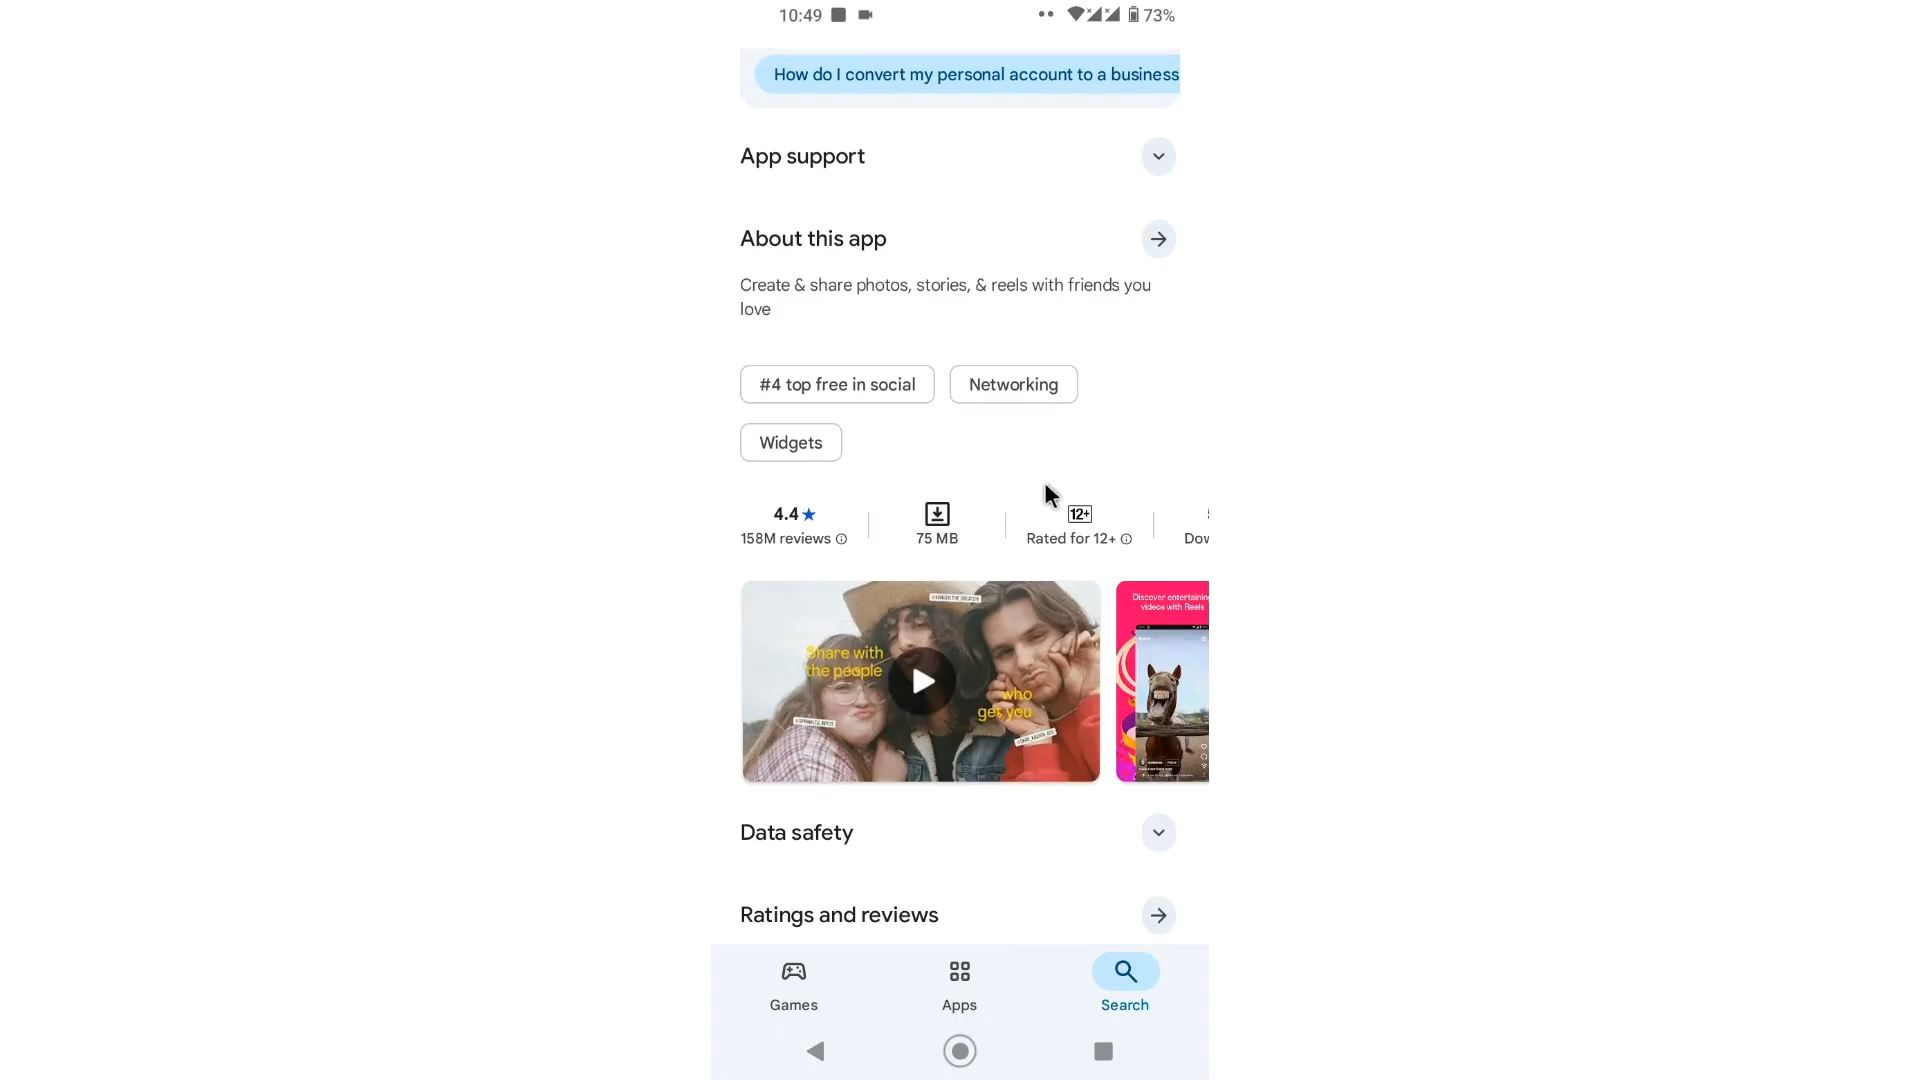 10:49
73%
How do I convert my personal account to a business
App support
About this app
Create & share photos, stories, & reels with friends you
love
#4 top free in social
Networking
Widgets
4.4★
12+
158M reviews
75 MB
Rated for 12+
Dow
Share with
the people
who
get you
Discover entertaining
videos with Reels
Data safety
Ratings and reviews
Games
Apps
Search